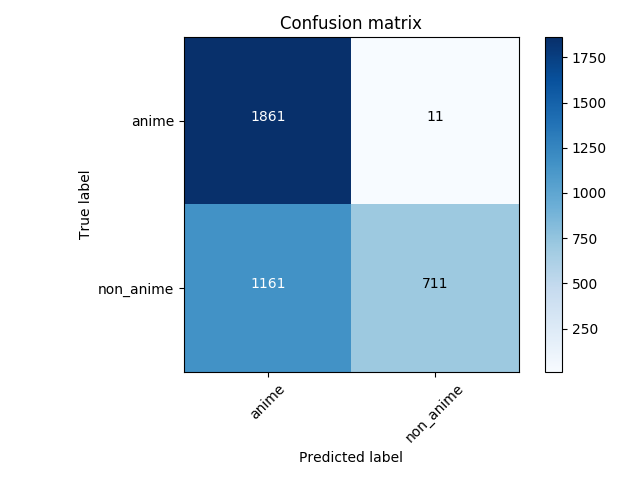 Confusion matrix
True label
anime
non_anime
1861
11
1161
711
anime
non_anime
Predicted label
1750
1500
1250
1000
750
500
250